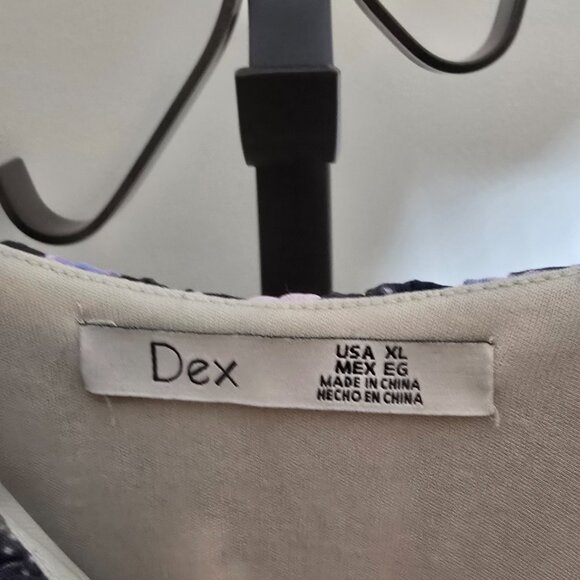 Dex
USA XL
MEX EG
MADE IN CHINA
HECHO EN CHINA